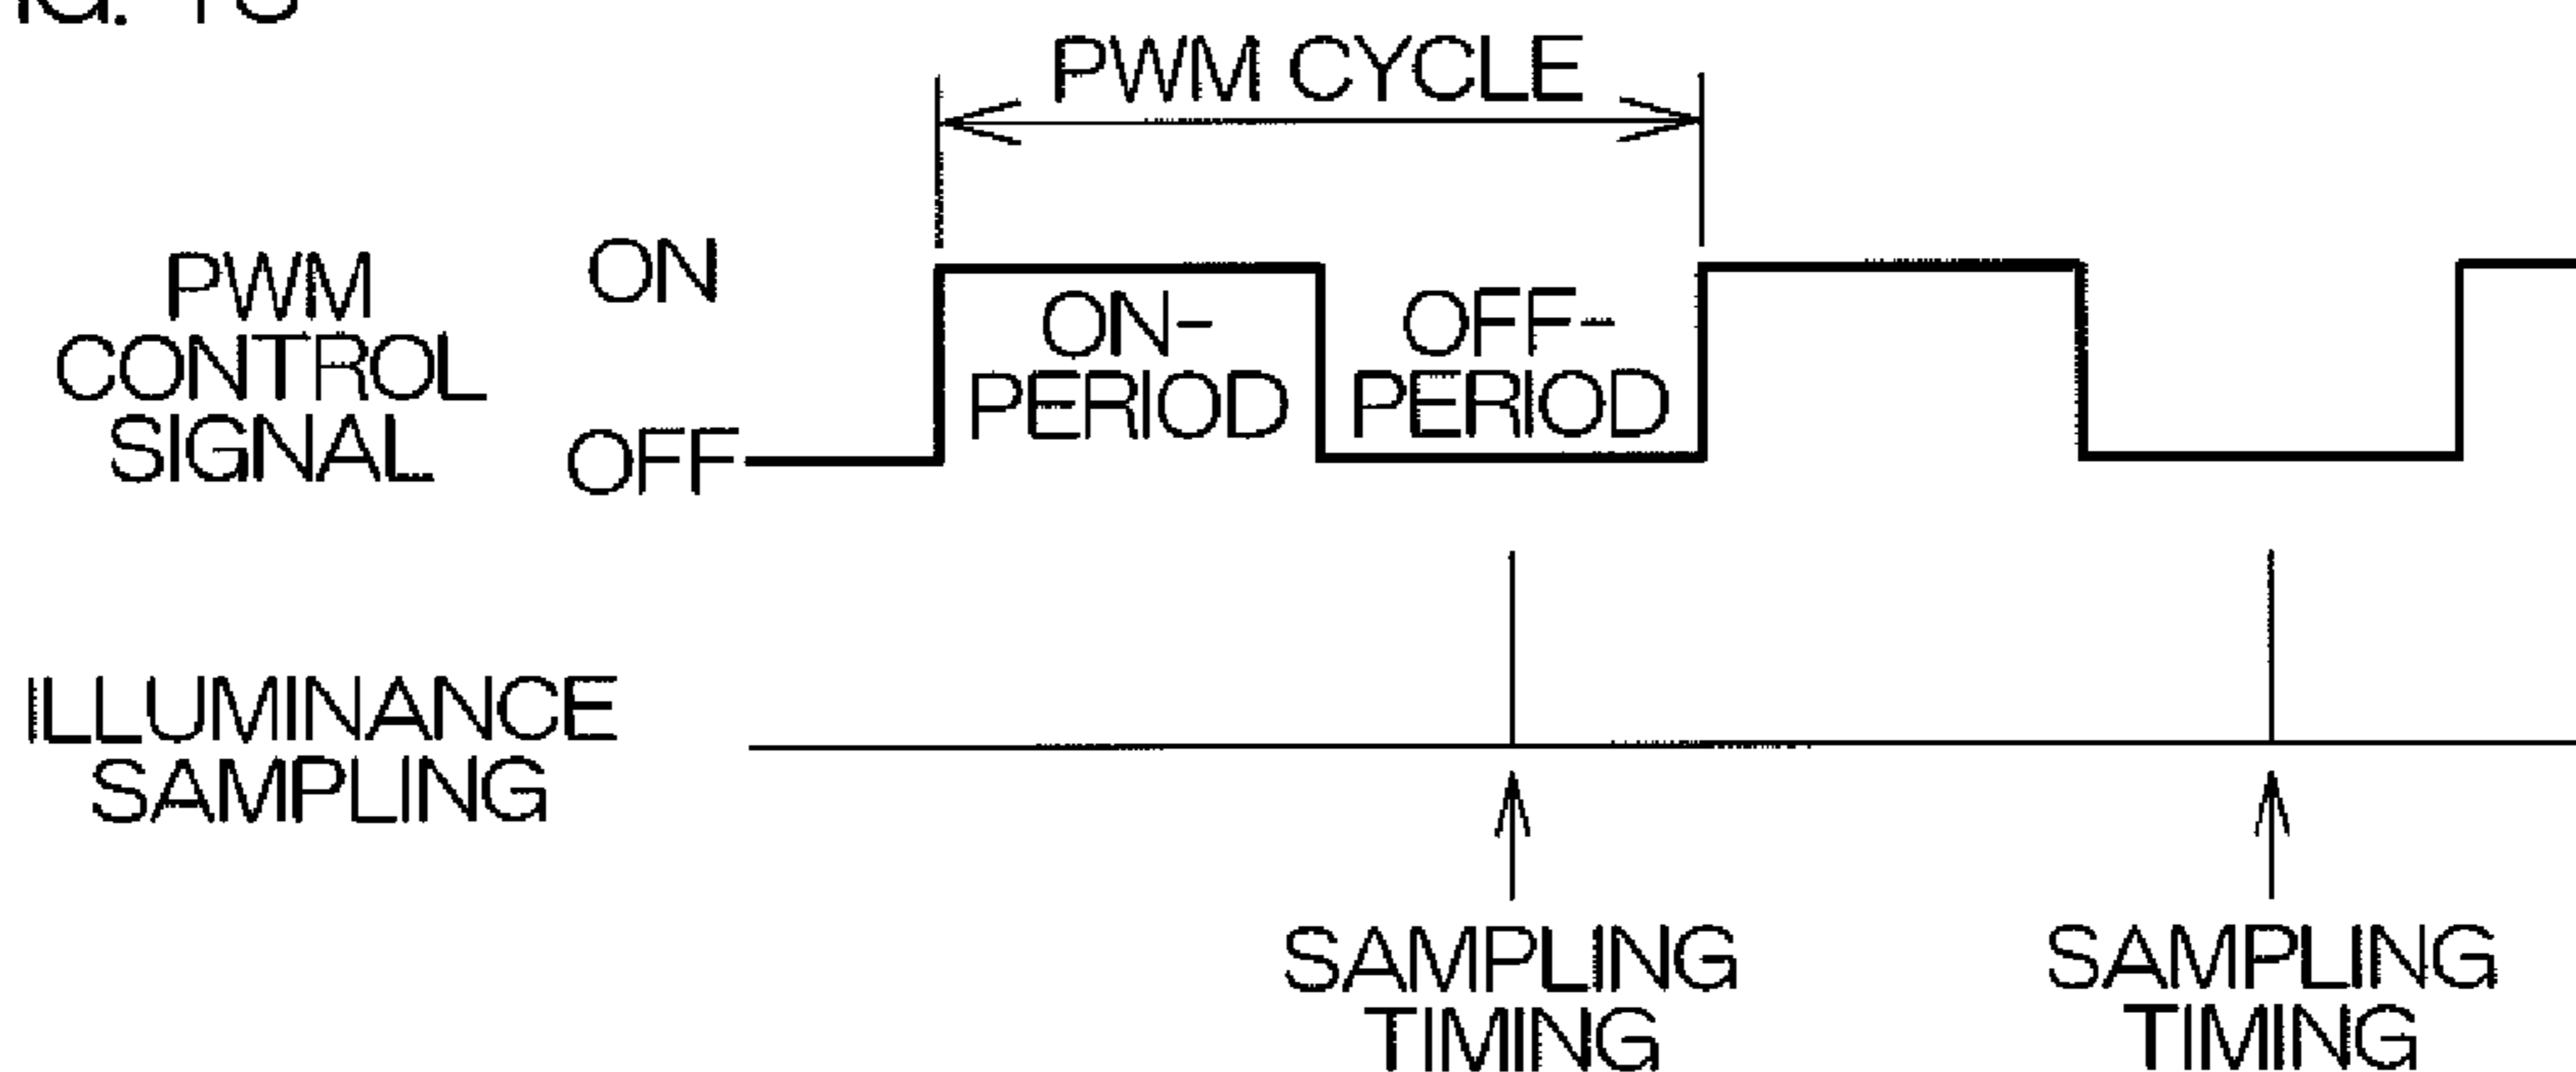 PWM CYCLE
PWM
CONTROL
SIGNAL
ON
OFF
ON-
PERIOD
OFF-
PERIOD
ILLUMINANCE
SAMPLING
SAMPLING
TIMING
SAMPLING
TIMING